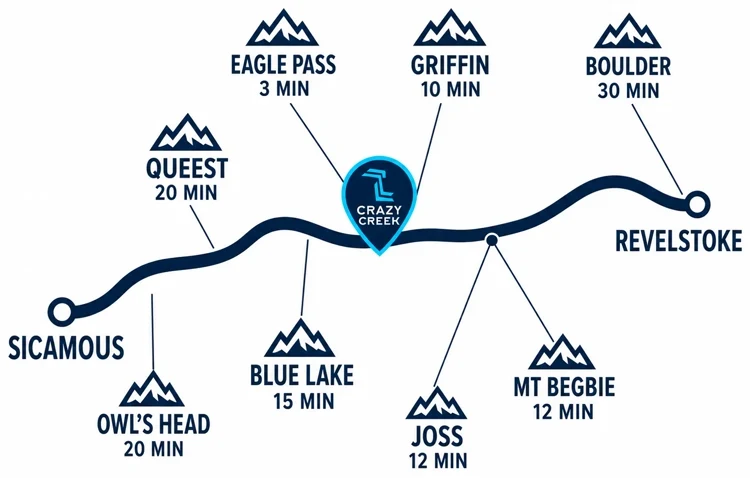 EAGLE PASS
3 MIN
GRIFFIN
10 MIN
BOULDER
30 MIN
QUEEST
20 MIN
CRAZY
CREEK
REVELSTOKE
SICAMOUS
BLUE LAKE
15 MIN
MT BEGBIE
12 MIN
OWL'S HEAD
20 MIN
JOSS
12 MIN